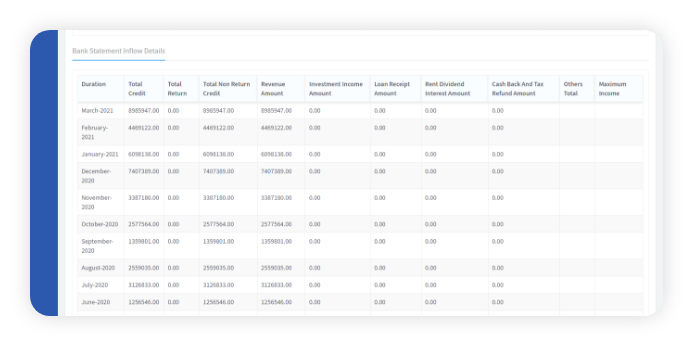 Bank Statement Inflow Details
Duration Total Credit Total Return Total Non Return Credit Revenue Amount Investment Income Amount Loan Receipt Amount Rent Dividend Interest Amount Cash Back And Tax Refund Amount Others Total Maximum Income
March-2021 8985947.00 0.00 8985947.00 8985947.00 0.00 0.00 0.00 0.00
February-2021 4469122.00 0.00 4469122.00 4469122.00 0.00 0.00 0.00 0.00
January-2021 6098138.00 0.00 6098138.00 6098138.00 0.00 0.00 0.00 0.00
December-2020 7407389.00 0.00 7407389.00 7407389.00 0.00 0.00 0.00 0.00
November-2020 3387180.00 0.00 3387180.00 3387180.00 0.00 0.00 0.00 0.00
October-2020 2577564.00 0.00 2577564.00 2577564.00 0.00 0.00 0.00 0.00
September-2020 1359801.00 0.00 1359801.00 1359801.00 0.00 0.00 0.00 0.00
August-2020 2559035.00 0.00 2559035.00 2559035.00 0.00 0.00 0.00 0.00
July-2020 3126833.00 0.00 3126833.00 3126833.00 0.00 0.00 0.00 0.00
June-2020 1256546.00 0.00 1256546.00 1256546.00 0.00 0.00 0.00 0.00